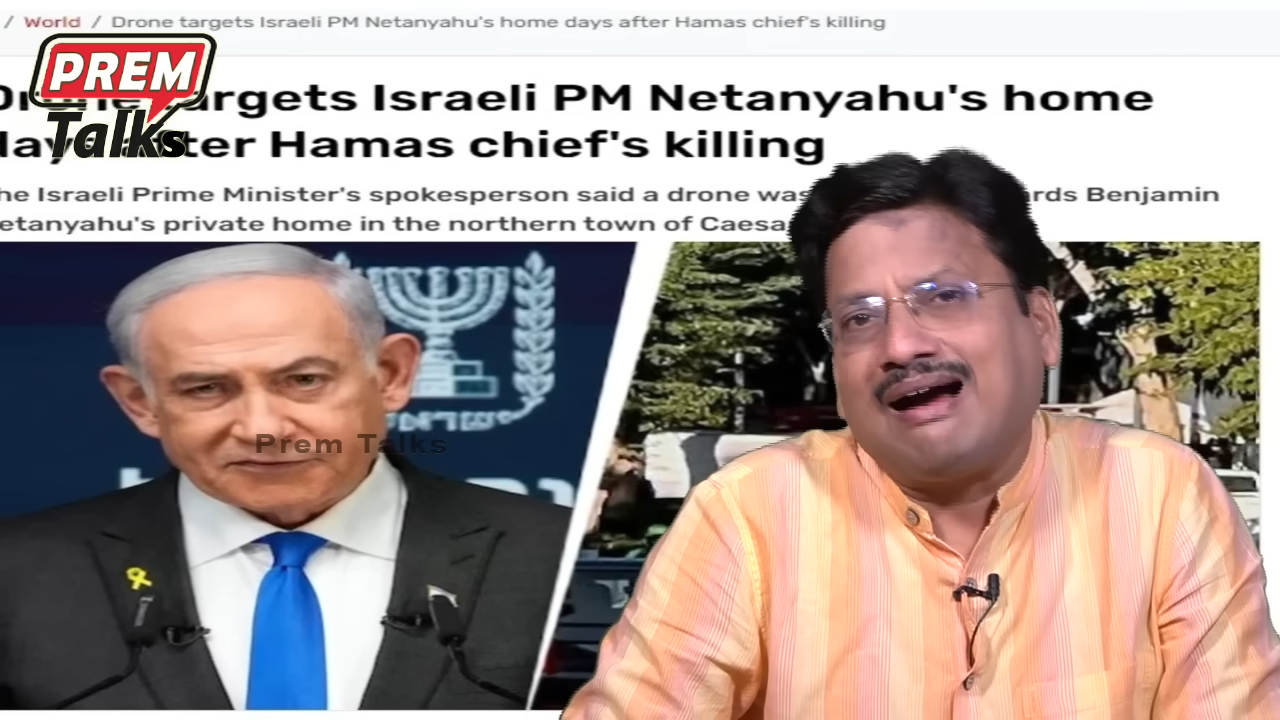 / World / Drone targets Israeli PM Netanyahu's home days after Hamas chief's killing
PREM
Talks
targets Israeli PM Netanyahu's home
after Hamas chief's killing
he Israeli Prime Minister's spokesperson said a drone was ards Benjamin
etanyahu's private home in the northern town of Caesa
Prem Talks